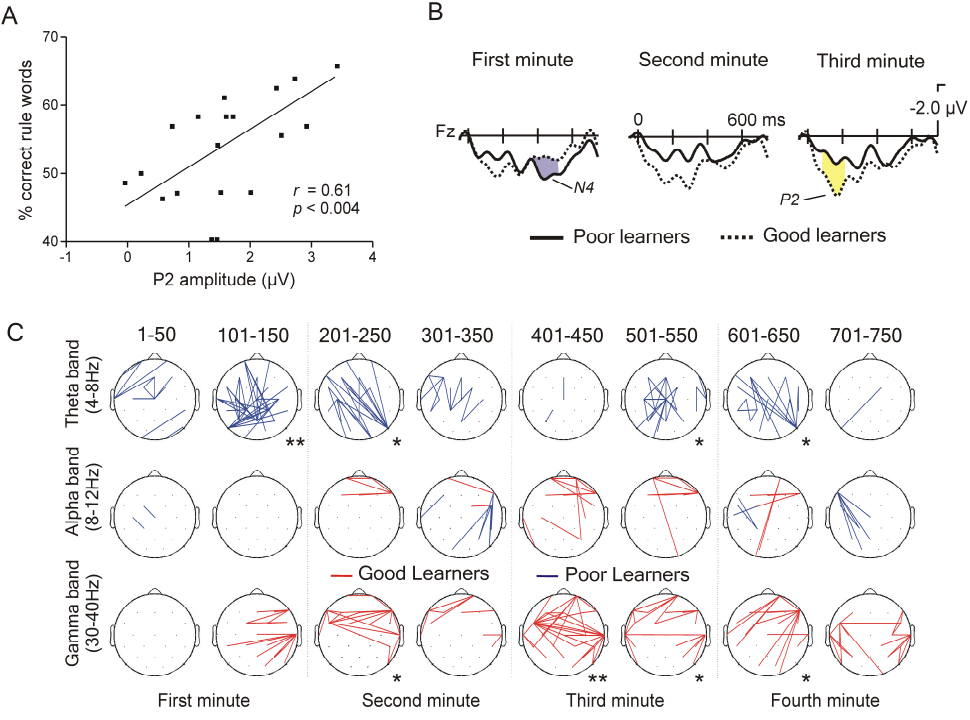 A
70
60
50
40
% correct rule words
r = 0.61
p < 0.004
-1 0 1 2 3 4
P2 amplitude (µV)
B
First minute Second minute Third minute
Fz
0 600 ms
-2.0 µV
N4
P2
Poor learners Good learners
C
1-50 101-150 201-250 301-350 401-450 501-550 601-650 701-750
Theta band
(4-8Hz)
** * * *
Alpha band
(8-12Hz)
Good Learners Poor Learners
Gamma band
(30-40Hz)
* ** * *
First minute Second minute Third minute Fourth minute